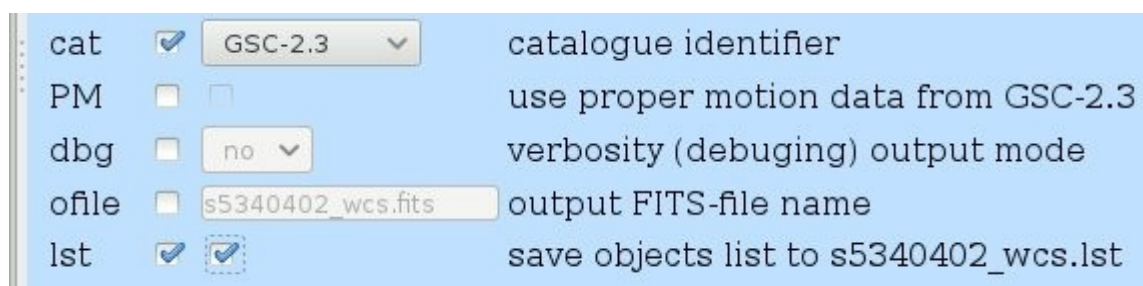 cat GSC-2.3 catalogue identifier
PM use proper motion data from GSC-2.3
dbg no verbosity (debuging) output mode
ofile s5340402_wcs.fits output FITS-file name
lst save objects list to s5340402_wcs.lst